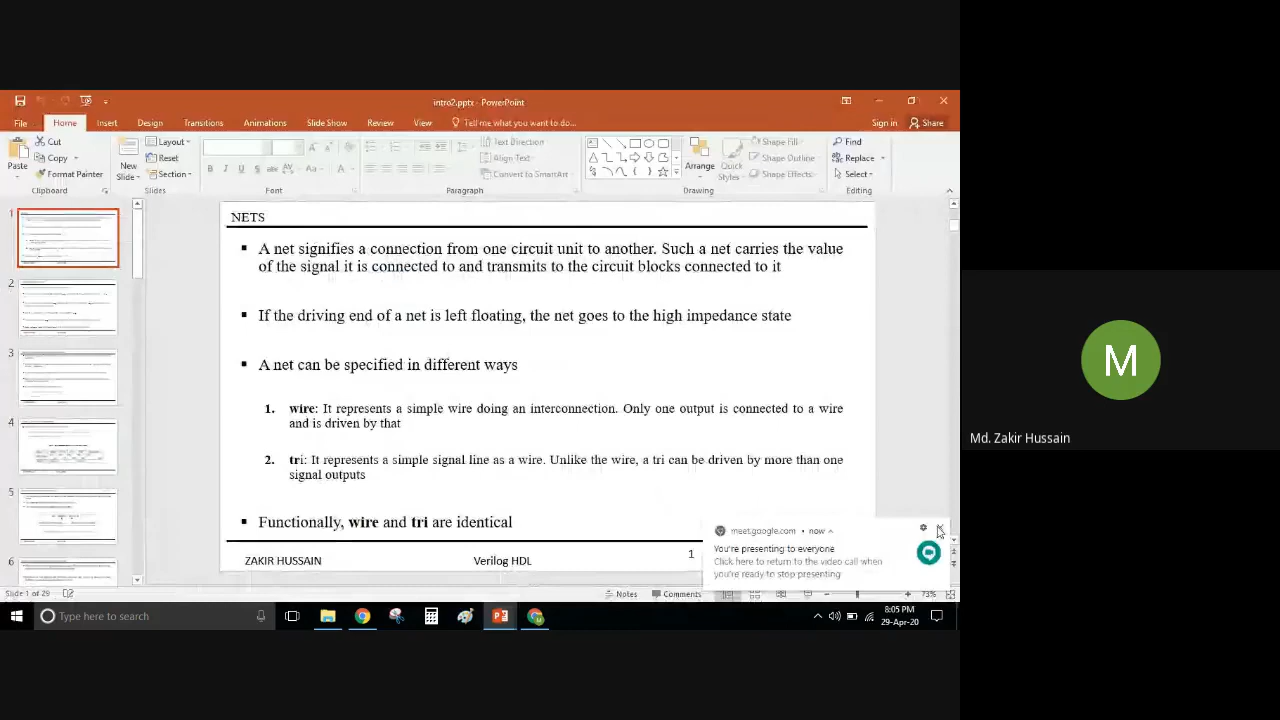 intro2.pptx - PowerPoint
File Home Insert Design Transitions Animations Slide Show Review View Tell me what you want to do... Sign in Share
Paste
Cut
Copy
Format Painter
Clipboard
New
Slide
Layout
Reset
Section
Slides
B I U S abc AV Aa A
Font
Text Direction
Align Text
Convert to SmartArt
Paragraph
Arrange
Quick
Styles
Shape Fill
Shape Outline
Shape Effects
Drawing
Find
Replace
Select
Editing
1
2
3
4
5
6
NETS
▪ A net signifies a connection from one circuit unit to another. Such a net carries the value
of the signal it is connected to and transmits to the circuit blocks connected to it
▪ If the driving end of a net is left floating, the net goes to the high impedance state
▪ A net can be specified in different ways
1. wire: It represents a simple wire doing an interconnection. Only one output is connected to a wire
and is driven by that
2. tri: It represents a simple signal line as a wire. Unlike the wire, a tri can be driven by more than one
signal outputs
▪ Functionally, wire and tri are identical
ZAKIR HUSSAIN Verilog HDL 1
meet.google.com • now
You're presenting to everyone
Click here to return to the video call when
you're ready to stop presenting
Slide 1 of 29 Notes Comments 73%
Type here to search
8:05 PM
29-Apr-20
M
Md. Zakir Hussain